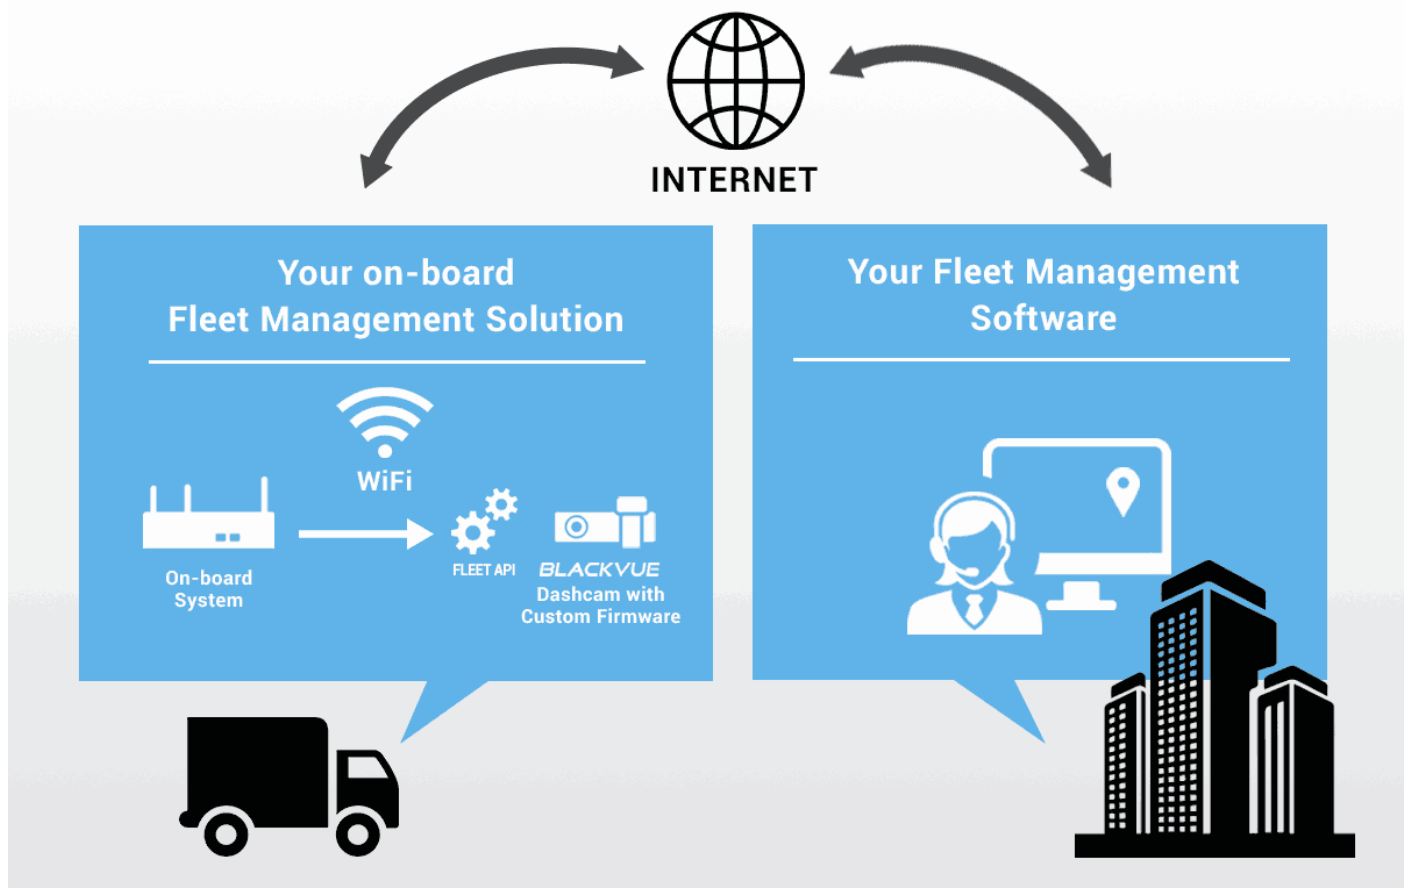 INTERNET
Your on-board
Fleet Management Solution
WiFi
On-board
System
FLEET API
BLACKVUE
Dashcam with
Custom Firmware
Your Fleet Management
Software